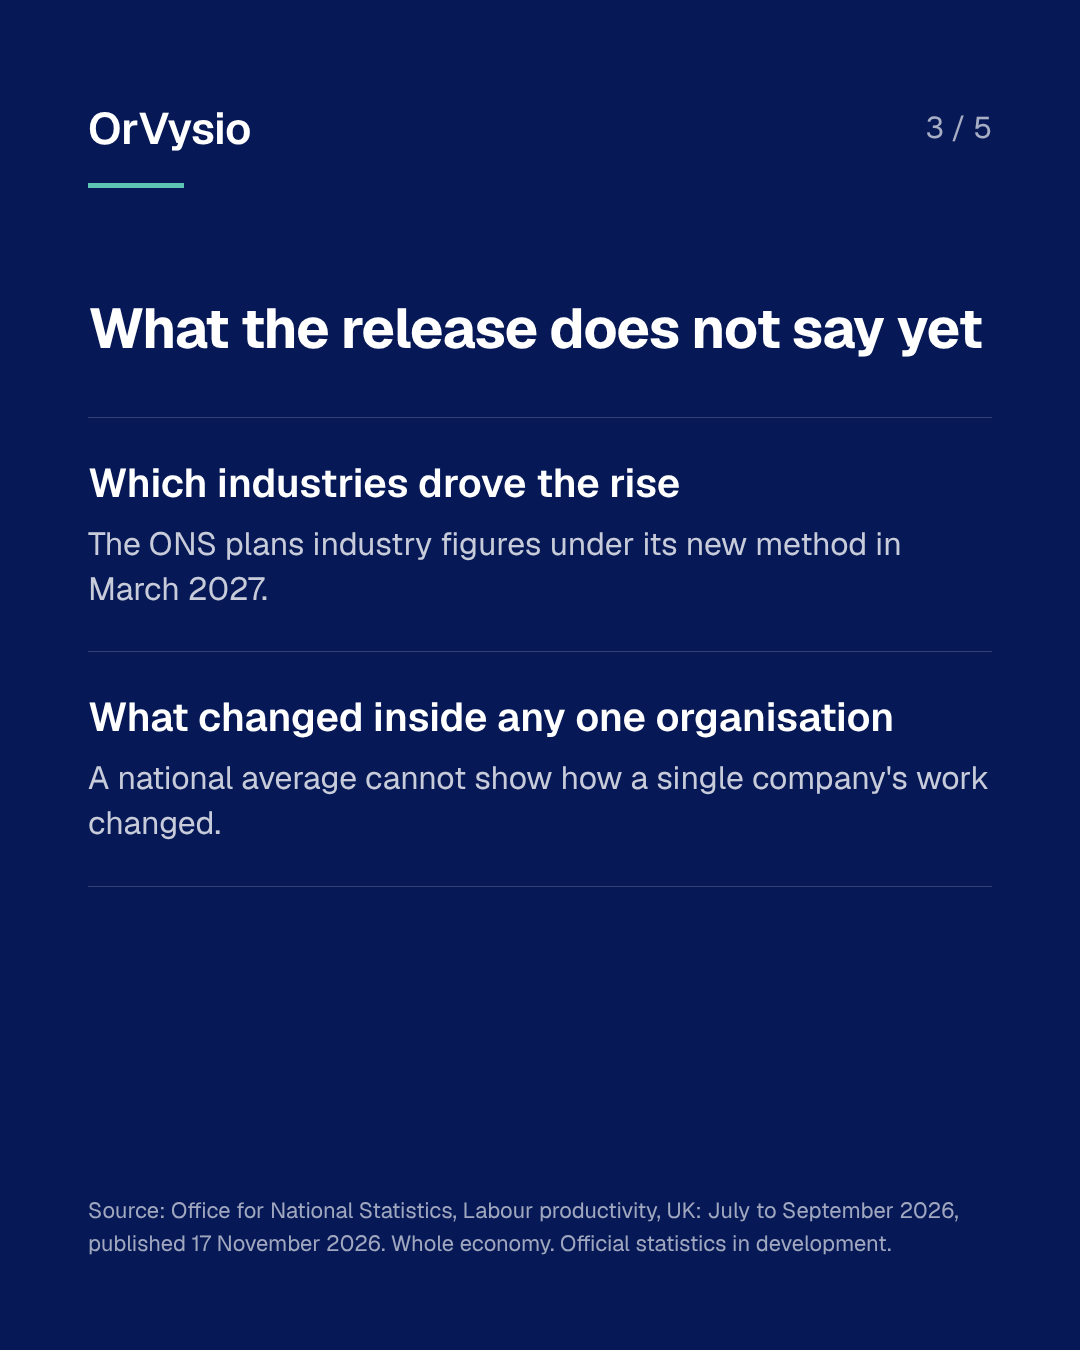 OrVysio
3 / 5
What the release does not say yet
Which industries drove the rise
The ONS plans industry figures under its new method in
March 2027.
What changed inside any one organisation
A national average cannot show how a single company's work
changed.
Source: Office for National Statistics, Labour productivity, UK: July to September 2026,
published 17 November 2026. Whole economy. Official statistics in development.